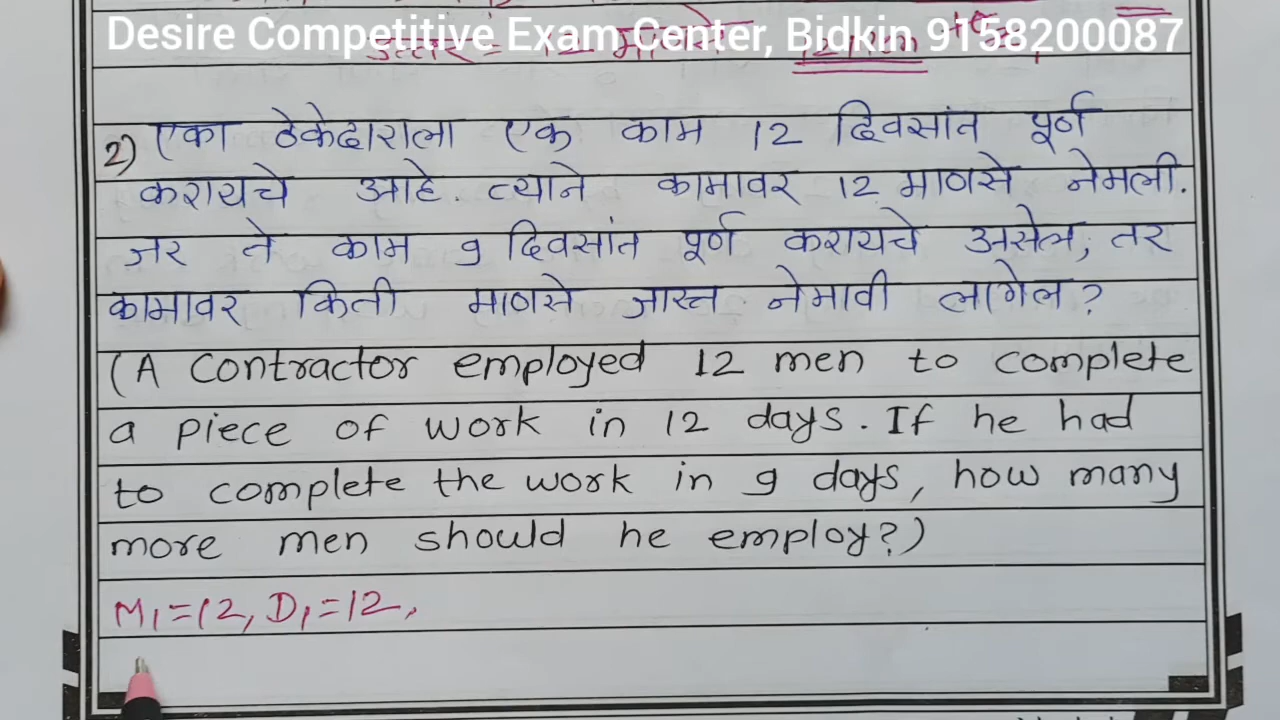 Desire Competitive Exam Center, Bidkin 9158200087
उत्तर = 12
2) एका ठेकेदाराला एक काम 12 दिवसांत पूर्ण
करायचे आहे. त्याने कामावर 12 माणसे नेमली.
जर ते काम 9 दिवसांत पूर्ण करायचे असेल, तर
कामावर किती माणसे जास्त नेमावी लागेल?
(A contractor employed 12 men to complete
a piece of work in 12 days. If he had
to complete the work in 9 days, how many
more men should he employ?)
M₁=12, D₁=12,